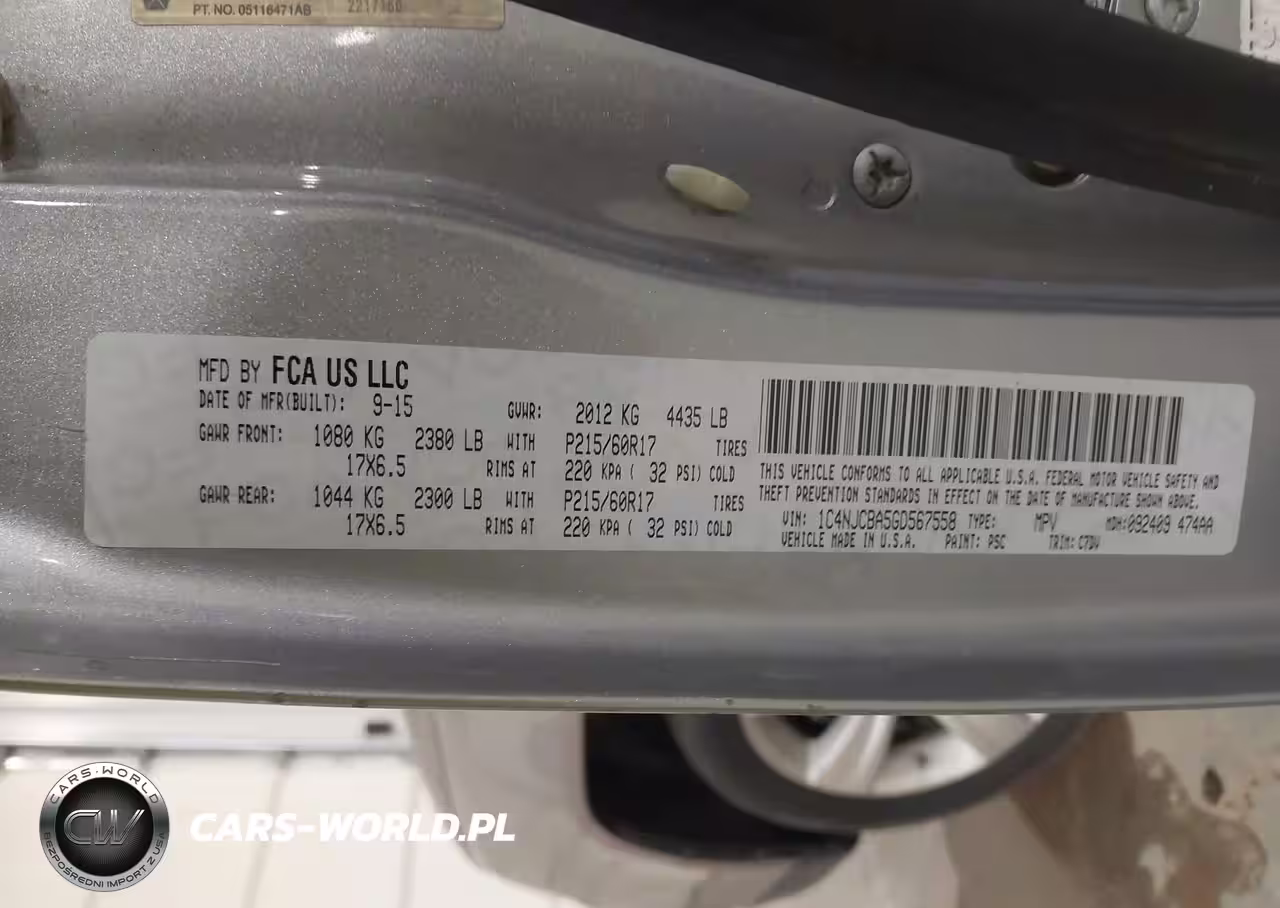 PT. NO. 05116471AB
MFD BY FCA US LLC
DATE OF MFR(BUILT): 9-15 GVWR: 2012 KG 4435 LB
GAWR FRONT: 1080 KG 2380 LB WITH P215/60R17 TIRES
17X6.5 RIMS AT 220 KPA ( 32 PSI) COLD
GAWR REAR: 1044 KG 2300 LB WITH P215/60R17 TIRES
17X6.5 RIMS AT 220 KPA ( 32 PSI) COLD
THIS VEHICLE CONFORMS TO ALL APPLICABLE U.S.A. FEDERAL MOTOR VEHICLE SAFETY AND
THEFT PREVENTION STANDARDS IN EFFECT ON THE DATE OF MANUFACTURE SHOWN ABOVE.
VIN: 1C4NJCBA5GD567558 TYPE: MPV MDH:092409 474AA
VEHICLE MADE IN U.S.A. PAINT: PSC TRIM: C7DV
CARS-WORLD
CW
BEZPOŚREDNI IMPORT Z USA
CARS-WORLD.PL